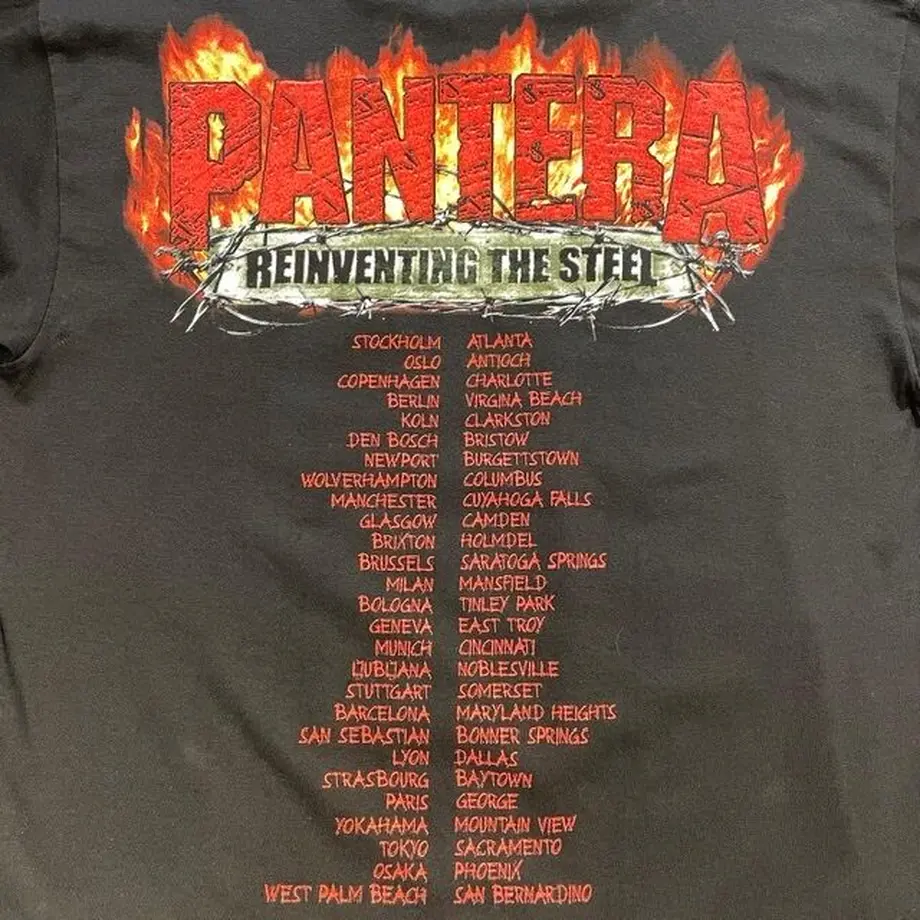 PANTERA
REINVENTING THE STEEL
STOCKHOLM
OSLO
COPENHAGEN
BERLIN
KOLN
DEN BOSCH
NEWPORT
WOLVERHAMPTON
MANCHESTER
GLASGOW
BRIXTON
BRUSSELS
MILAN
BOLOGNA
GENEVA
MUNICH
LJUBLJANA
STUTTGART
BARCELONA
SAN SEBASTIAN
LYON
STRASBOURG
PARIS
YOKAHAMA
TOKYO
OSAKA
WEST PALM BEACH
ATLANTA
ANTIOCH
CHARLOTTE
VIRGINA BEACH
CLARKSTON
BRISTOW
BURGETTSTOWN
COLUMBUS
CUYAHOGA FALLS
CAMDEN
HOLMDEL
SARATOGA SPRINGS
MANSFIELD
TINLEY PARK
EAST TROY
CINCINNATI
NOBLESVILLE
SOMERSET
MARYLAND HEIGHTS
BONNER SPRINGS
DALLAS
BAYTOWN
GEORGE
MOUNTAIN VIEW
SACRAMENTO
PHOENIX
SAN BERNARDINO